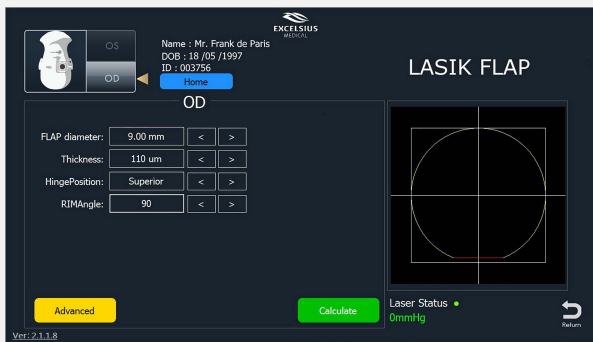 EXCELSIUS
MEDICAL
OS
OD
Name : Mr. Frank de Paris
DOB : 18 /05 /1997
ID : 003756
Home
LASIK FLAP
OD
FLAP diameter: 9.00 mm < >
Thickness: 110 um < >
HingePosition: Superior < >
RIMAngle: 90 < >
Advanced
Calculate
Laser Status
0mmHg
Return
Ver: 2.1.1.8